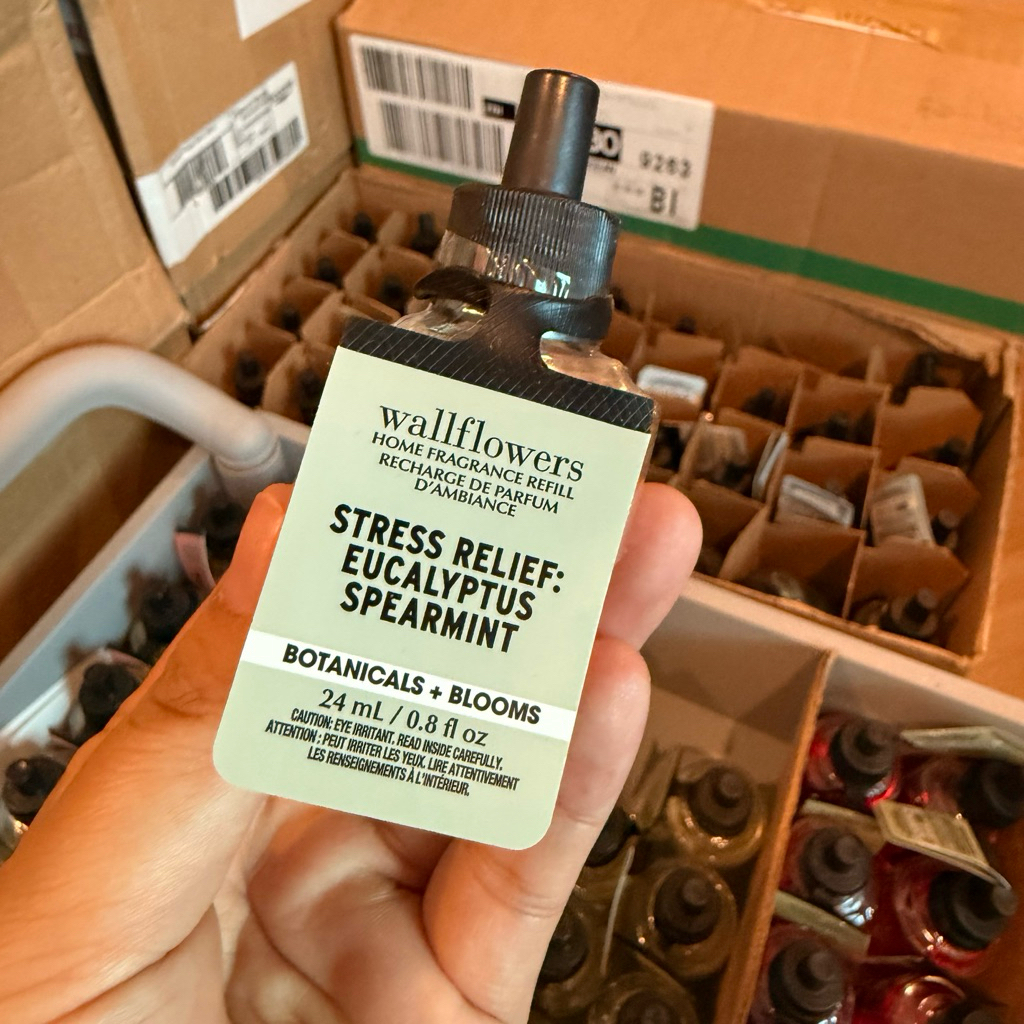 9263
BI
wallflowers
HOME FRAGRANCE REFILL
RECHARGE DE PARFUM
D'AMBIANCE
STRESS RELIEF:
EUCALYPTUS
SPEARMINT
BOTANICALS + BLOOMS
24 mL / 0.8 fl oz
CAUTION: EYE IRRITANT. READ INSIDE CAREFULLY.
ATTENTION : PEUT IRRITER LES YEUX. LIRE ATTENTIVEMENT
LES RENSEIGNEMENTS À L'INTÉRIEUR.